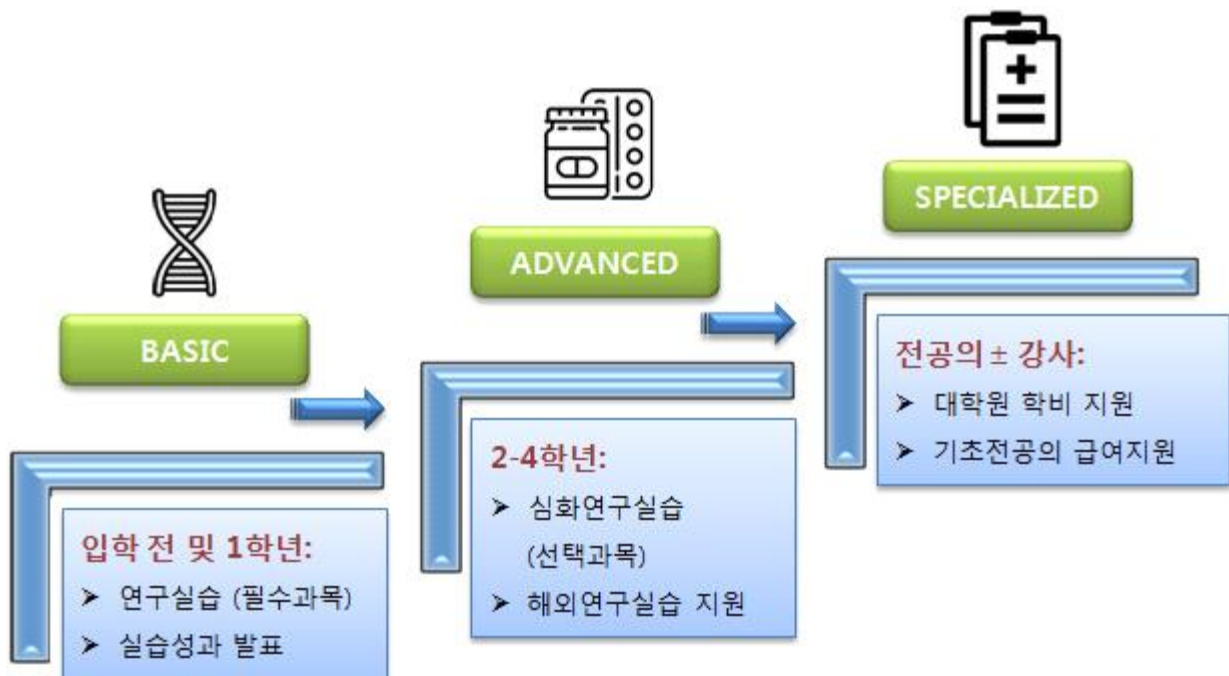 BASIC
입학 전 및 1학년:
➤ 연구실습 (필수과목)
➤ 실습성과 발표
ADVANCED
2-4학년:
➤ 심화연구실습
(선택과목)
➤ 해외연구실습 지원
SPECIALIZED
전공의 ± 강사:
➤ 대학원 학비 지원
➤ 기초전공의 급여지원